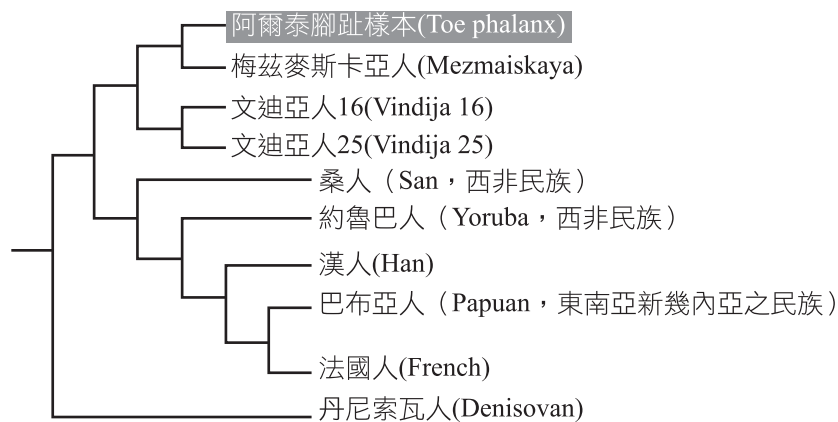 阿爾泰腳趾樣本(Toe phalanx)
梅茲麥斯卡亞人(Mezmaiskaya)
文迪亞人16(Vindija 16)
文迪亞人25(Vindija 25)
桑人（San，西非民族）
約魯巴人（Yoruba，西非民族）
漢人(Han)
巴布亞人（Papuan，東南亞新幾內亞之民族）
法國人(French)
丹尼索瓦人(Denisovan)